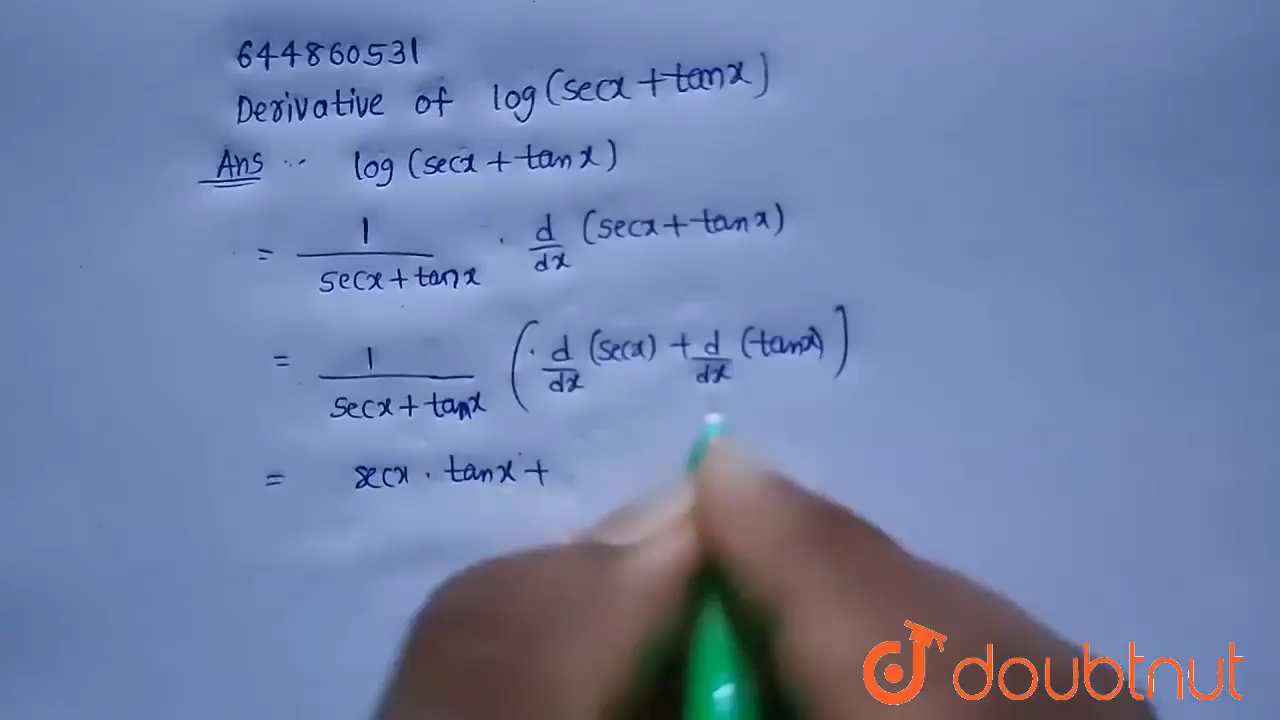 644860531
Derivative of log(secx+tanx)
Ans :- log(secx+tanx)
= 1/(secx+tanx) · d/dx (secx+tanx)
= 1/(secx+tanx) (· d/dx (secx) + d/dx (tanx))
= secx · tanx +
doubtnut